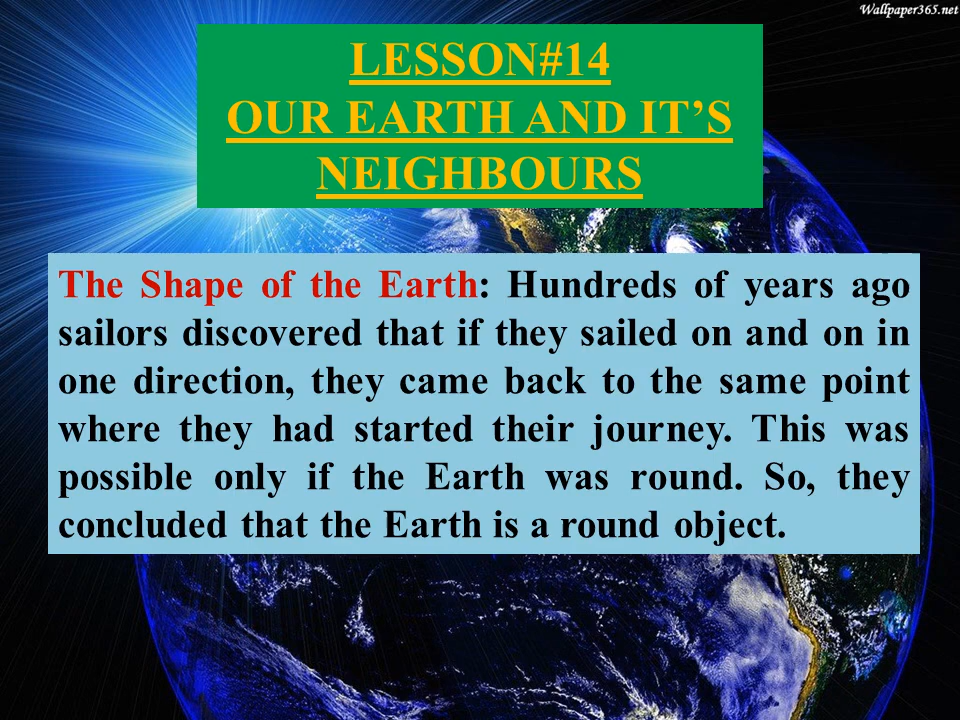 Wallpaper365.net
LESSON#14
OUR EARTH AND IT’S
NEIGHBOURS
The Shape of the Earth: Hundreds of years ago
sailors discovered that if they sailed on and on in
one direction, they came back to the same point
where they had started their journey. This was
possible only if the Earth was round. So, they
concluded that the Earth is a round object.